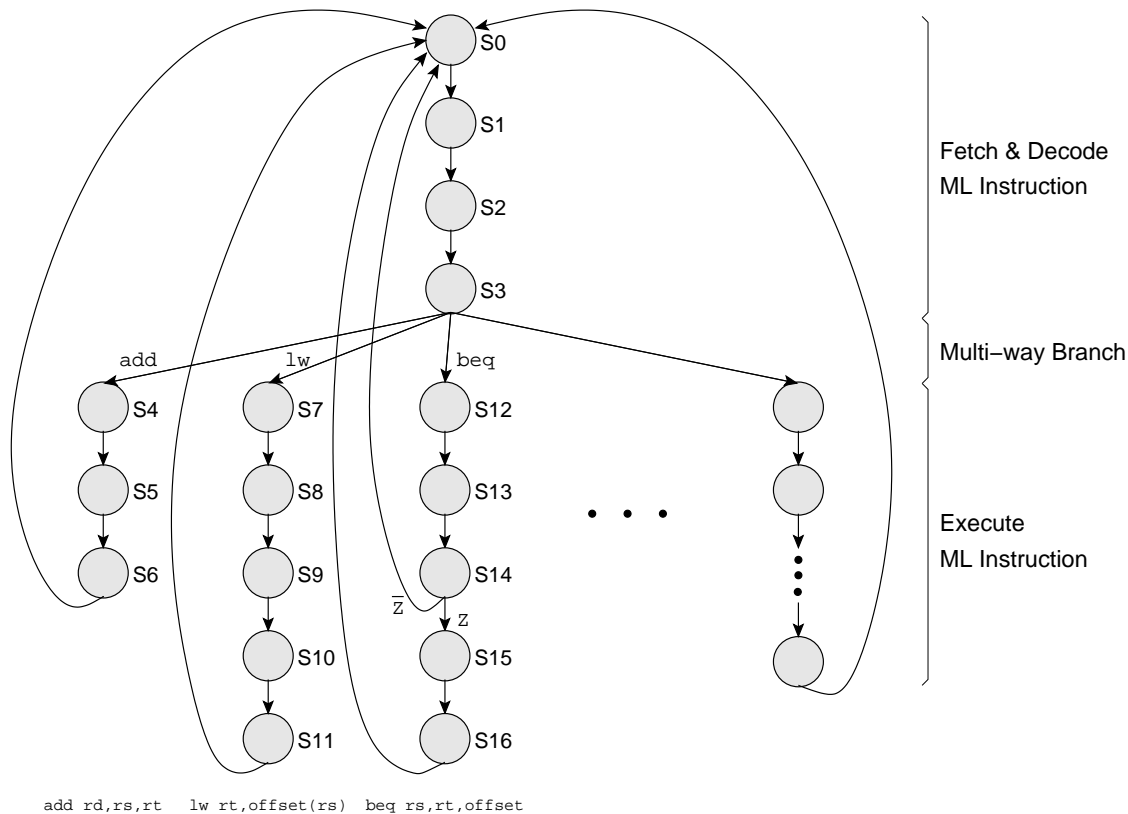 S0
S1
S2
S3
Fetch & Decode
ML Instruction
add
lw
beq
Multi−way Branch
S4
S7
S12
S5
S8
S13
Execute
ML Instruction
S6
S9
S14
z̅
z
S10
S15
S11
S16
add rd,rs,rt
lw rt,offset(rs)
beq rs,rt,offset